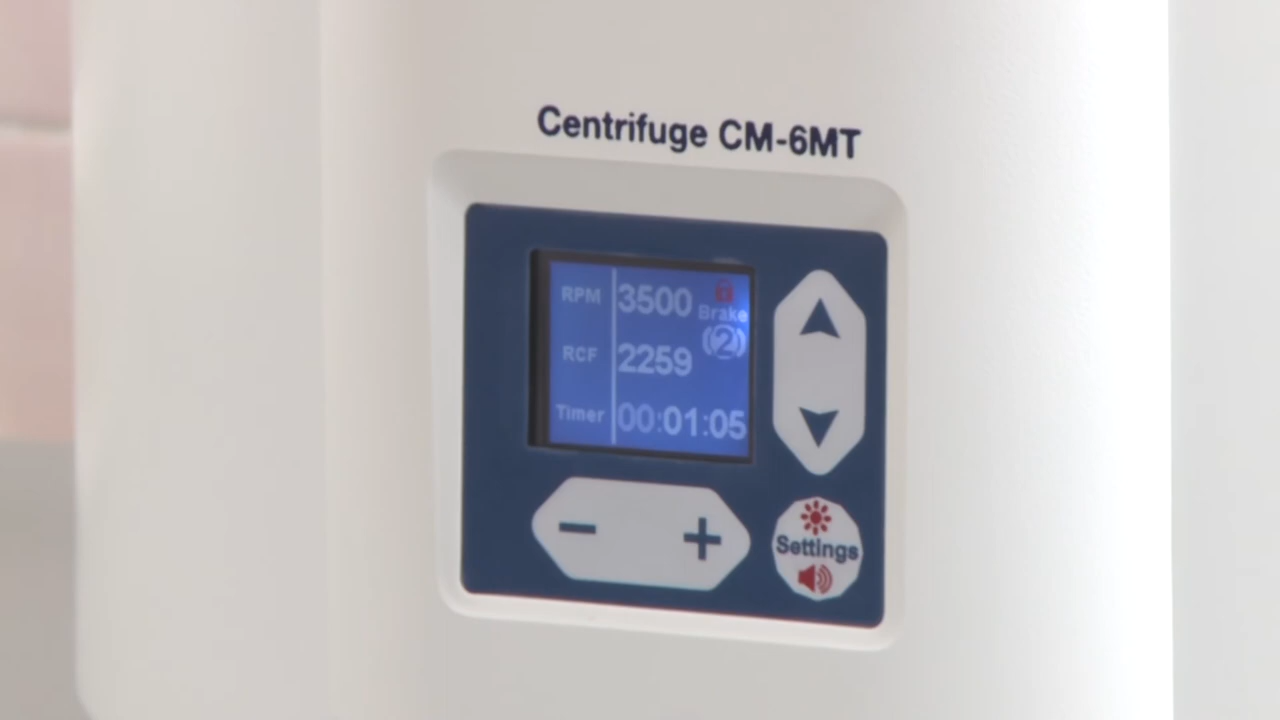 Centrifuge CM-6MT
RPM 3500
Brake
(2)
RCF 2259
Timer 00:01:05
− +
Settings